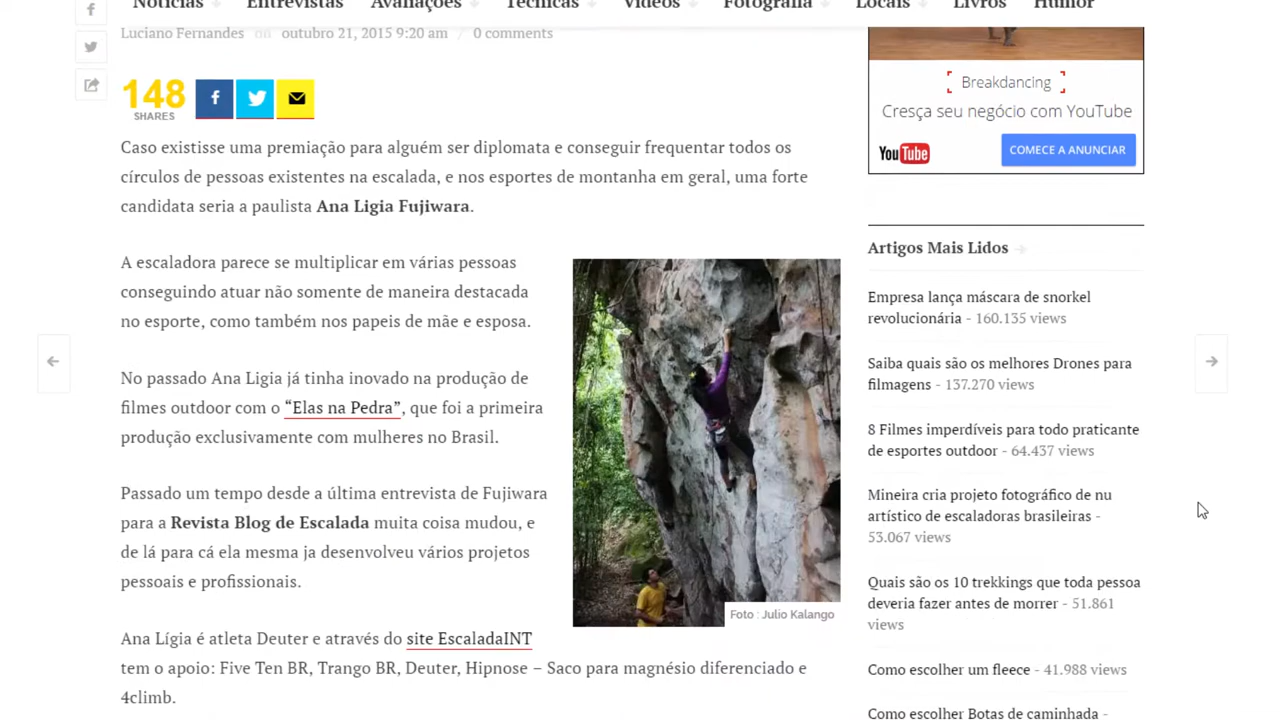 Notícias Entrevistas Avaliações Técnicas Vídeos Fotografia Locais Livros Humor
Luciano Fernandes on outubro 21, 2015 9:20 am / 0 comments
148
SHARES
Caso existisse uma premiação para alguém ser diplomata e conseguir frequentar todos os
círculos de pessoas existentes na escalada, e nos esportes de montanha em geral, uma forte
candidata seria a paulista Ana Ligia Fujiwara.
A escaladora parece se multiplicar em várias pessoas
conseguindo atuar não somente de maneira destacada
no esporte, como também nos papeis de mãe e esposa.
No passado Ana Ligia já tinha inovado na produção de
filmes outdoor com o “Elas na Pedra”, que foi a primeira
produção exclusivamente com mulheres no Brasil.
Passado um tempo desde a última entrevista de Fujiwara
para a Revista Blog de Escalada muita coisa mudou, e
de lá para cá ela mesma ja desenvolveu vários projetos
pessoais e profissionais.
Foto : Julio Kalango
Ana Lígia é atleta Deuter e através do site EscaladaINT
tem o apoio: Five Ten BR, Trango BR, Deuter, Hipnose – Saco para magnésio diferenciado e
4climb.
Breakdancing
Cresça seu negócio com YouTube
YouTube COMECE A ANUNCIAR
Artigos Mais Lidos
Empresa lança máscara de snorkel
revolucionária - 160.135 views
Saiba quais são os melhores Drones para
filmagens - 137.270 views
8 Filmes imperdíveis para todo praticante
de esportes outdoor - 64.437 views
Mineira cria projeto fotográfico de nu
artístico de escaladoras brasileiras -
53.067 views
Quais são os 10 trekkings que toda pessoa
deveria fazer antes de morrer - 51.861
views
Como escolher um fleece - 41.988 views
Como escolher Botas de caminhada -